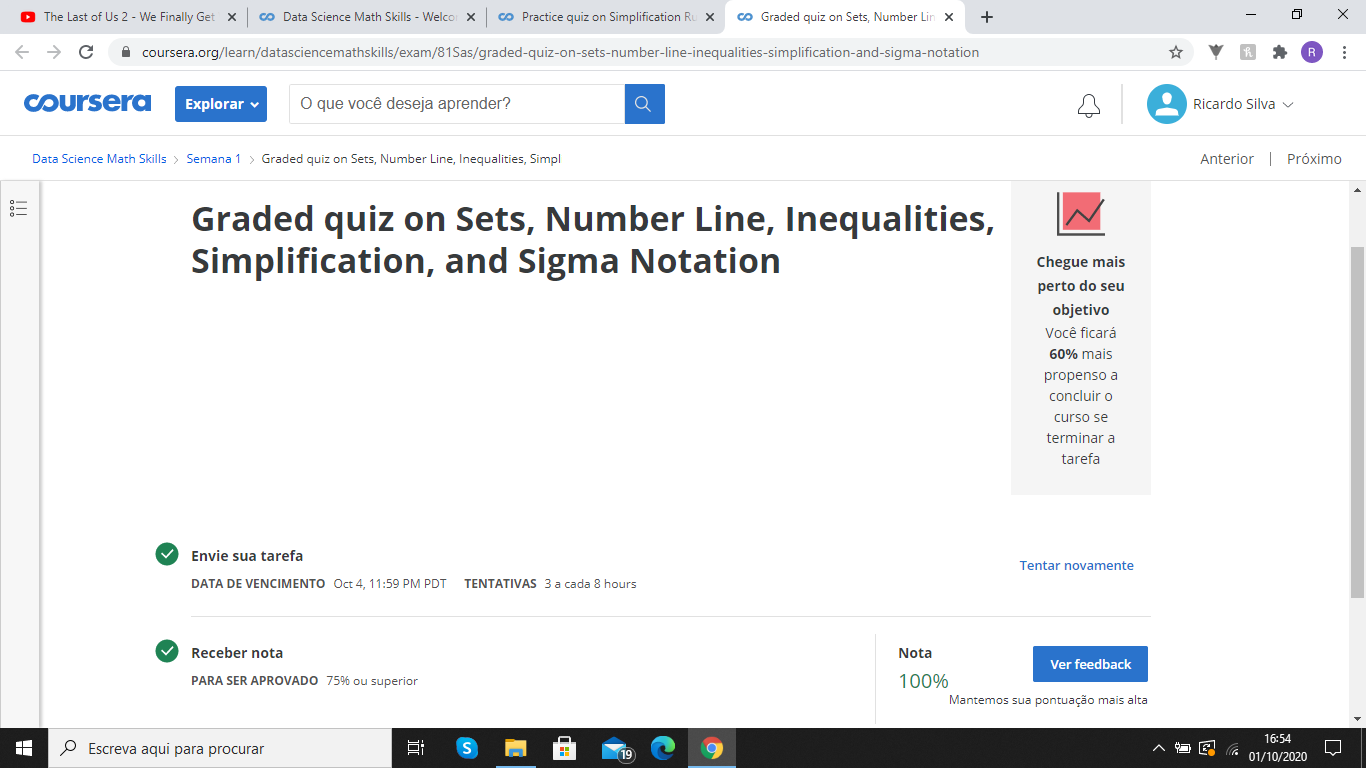 The Last of Us 2 - We Finally Get
Data Science Math Skills - Welco
Practice quiz on Simplification Ru
Graded quiz on Sets, Number Lin
coursera.org/learn/datasciencemathskills/exam/81Sas/graded-quiz-on-sets-number-line-inequalities-simplification-and-sigma-notation
R
coursera
Explorar
O que você deseja aprender?
Ricardo Silva
Data Science Math Skills > Semana 1 > Graded quiz on Sets, Number Line, Inequalities, Simpl
Anterior | Próximo
Graded quiz on Sets, Number Line, Inequalities,
Simplification, and Sigma Notation
Chegue mais
perto do seu
objetivo
Você ficará
60% mais
propenso a
concluir o
curso se
terminar a
tarefa
Envie sua tarefa
DATA DE VENCIMENTO Oct 4, 11:59 PM PDT TENTATIVAS 3 a cada 8 hours
Tentar novamente
Receber nota
PARA SER APROVADO 75% ou superior
Nota
100%
Ver feedback
Mantemos sua pontuação mais alta
Escreva aqui para procurar
19
16:54
01/10/2020